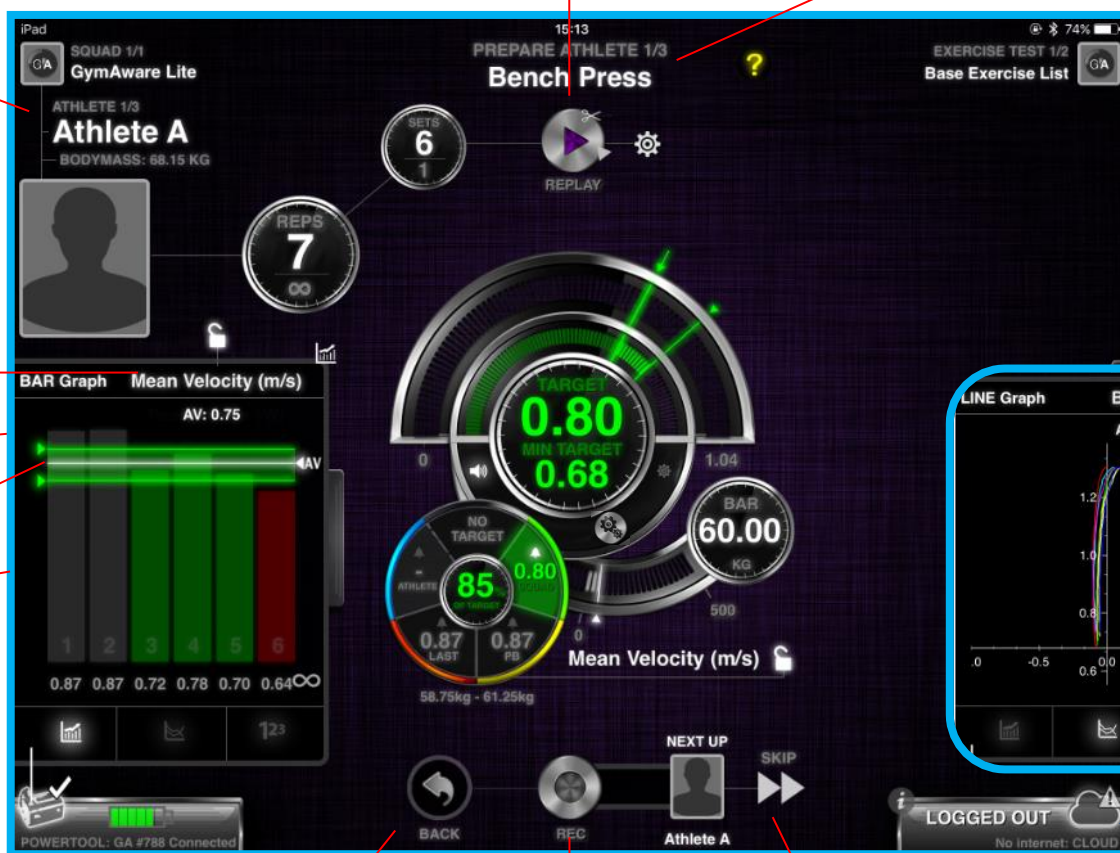 iPad
15:13
74%
SQUAD 1/1
GymAware Lite
PREPARE ATHLETE 1/3
Bench Press
?
EXERCISE TEST 1/2
Base Exercise List
GA
GA
ATHLETE 1/3
Athlete A
BODYMASS: 68.15 KG
SETS
6
1
REPLAY
REPS
7
∞
BAR Graph
Mean Velocity (m/s)
AV: 0.75
AV
1 2 3 4 5 6
0.87 0.87 0.72 0.78 0.70 0.64 ∞
123
TARGET
0.80
MIN TARGET
0.68
0
1.04
BAR
60.00
KG
0
500
NO
TARGET
-
ATHLETE
85%
OF TARGET
0.80
SQUAD
0.87
LAST
0.87
PB
58.75kg - 61.25kg
Mean Velocity (m/s)
LINE Graph
B
A
1.2
1.0
0.8
0.6
.0
-0.5
0.0
NEXT UP
SKIP
BACK
REC
Athlete A
POWERTOOL: GA #788 Connected
i
LOGGED OUT
No internet: CLOUD